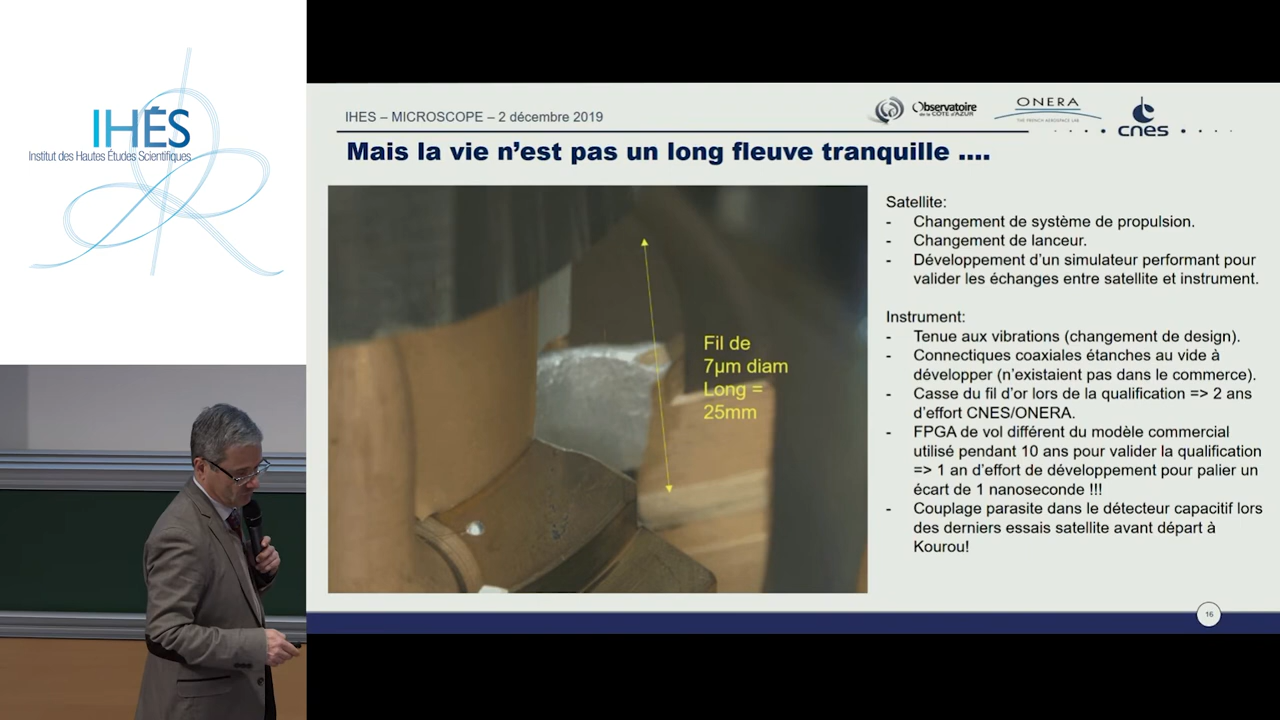 IHÉS
Institut des Hautes Études Scientifiques
IHES – MICROSCOPE – 2 décembre 2019
Observatoire
de la CÔTE d'AZUR
ONERA
THE FRENCH AEROSPACE LAB
cnes
Mais la vie n’est pas un long fleuve tranquille ....
Fil de
7µm diam
Long =
25mm
Satellite:
- Changement de système de propulsion.
- Changement de lanceur.
- Développement d’un simulateur performant pour
valider les échanges entre satellite et instrument.
Instrument:
- Tenue aux vibrations (changement de design).
- Connectiques coaxiales étanches au vide à
développer (n’existaient pas dans le commerce).
- Casse du fil d’or lors de la qualification => 2 ans
d’effort CNES/ONERA.
- FPGA de vol différent du modèle commercial
utilisé pendant 10 ans pour valider la qualification
=> 1 an d’effort de développement pour palier un
écart de 1 nanoseconde !!!
- Couplage parasite dans le détecteur capacitif lors
des derniers essais satellite avant départ à
Kourou!
16